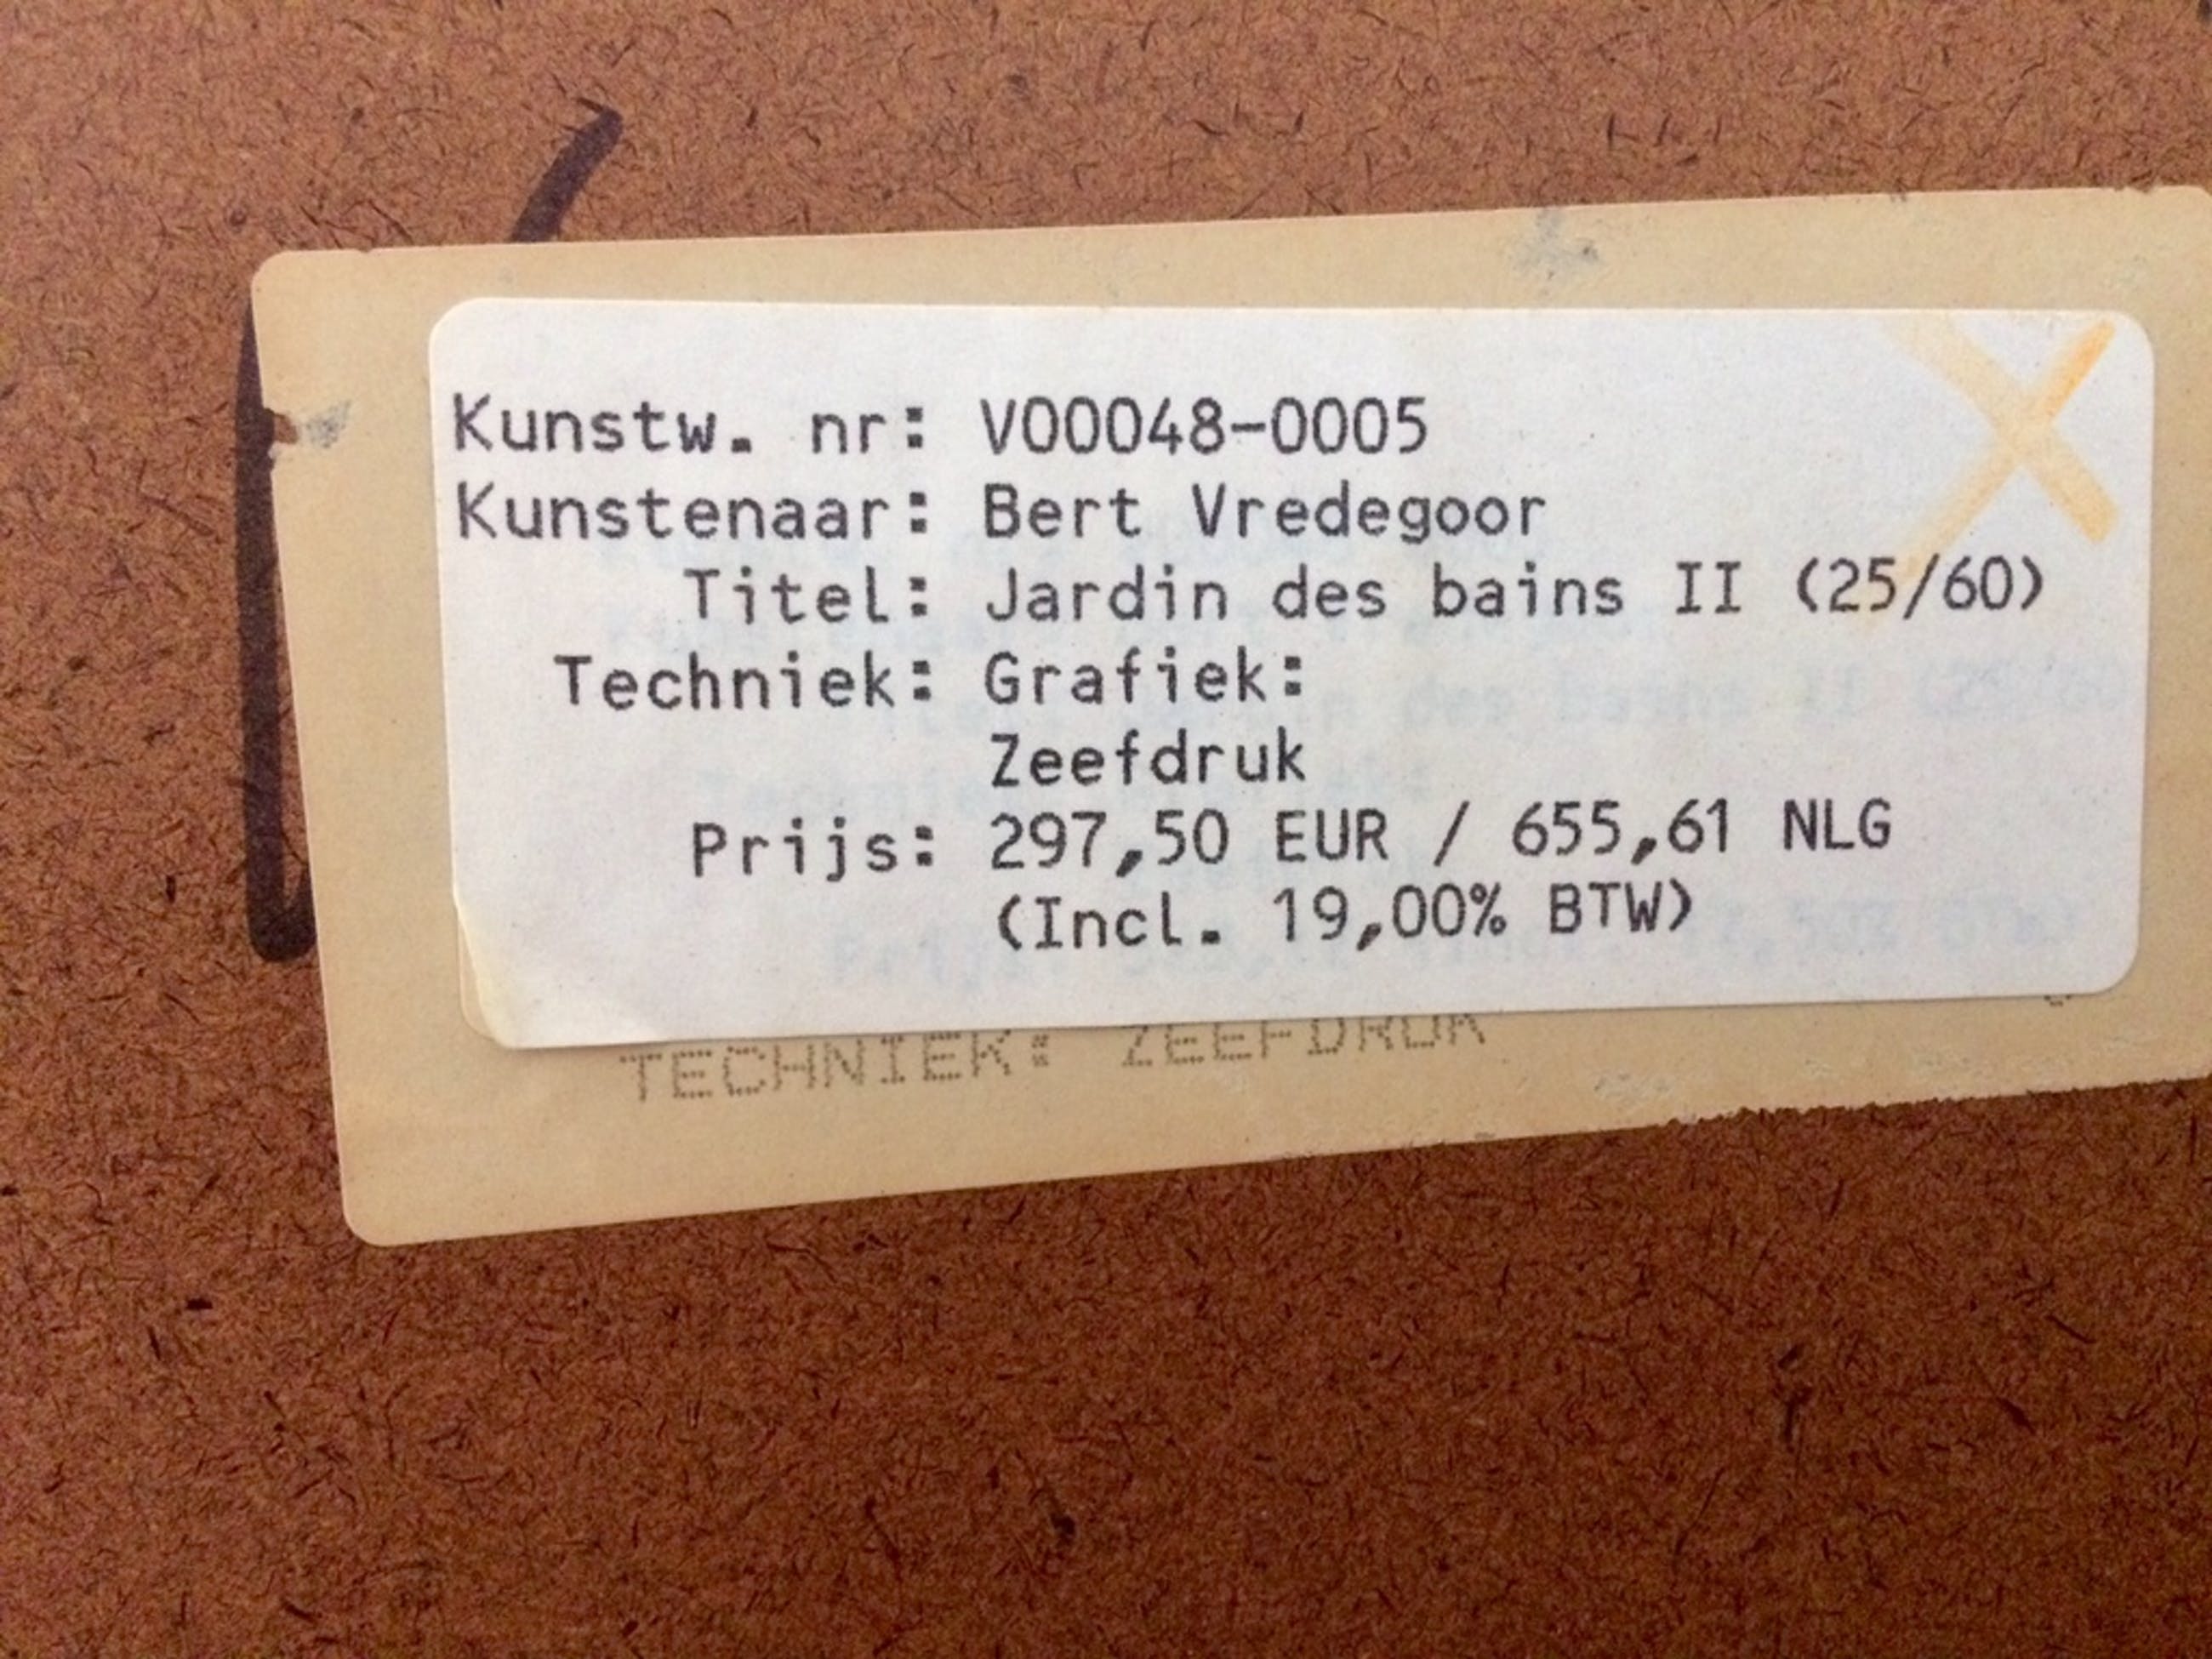 Kunstw. nr: V00048-0005
Kunstenaar: Bert Vredegoor
Titel: Jardin des bains II (25/60)
Techniek: Grafiek:
Zeefdruk
Prijs: 297,50 EUR / 655,61 NLG
(Incl. 19,00% BTW)
TECHNIEK: ZEEFDRUK